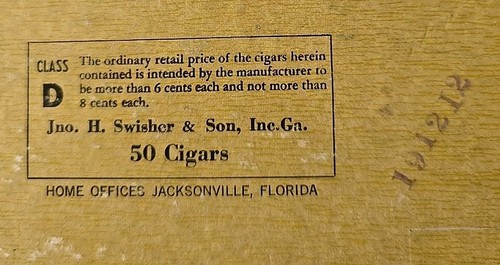 CLASS
D
The ordinary retail price of the cigars herein
contained is intended by the manufacturer to
be more than 6 cents each and not more than
8 cents each.
Jno. H. Swisher & Son, Inc.Ga.
50 Cigars
HOME OFFICES JACKSONVILLE, FLORIDA
191212